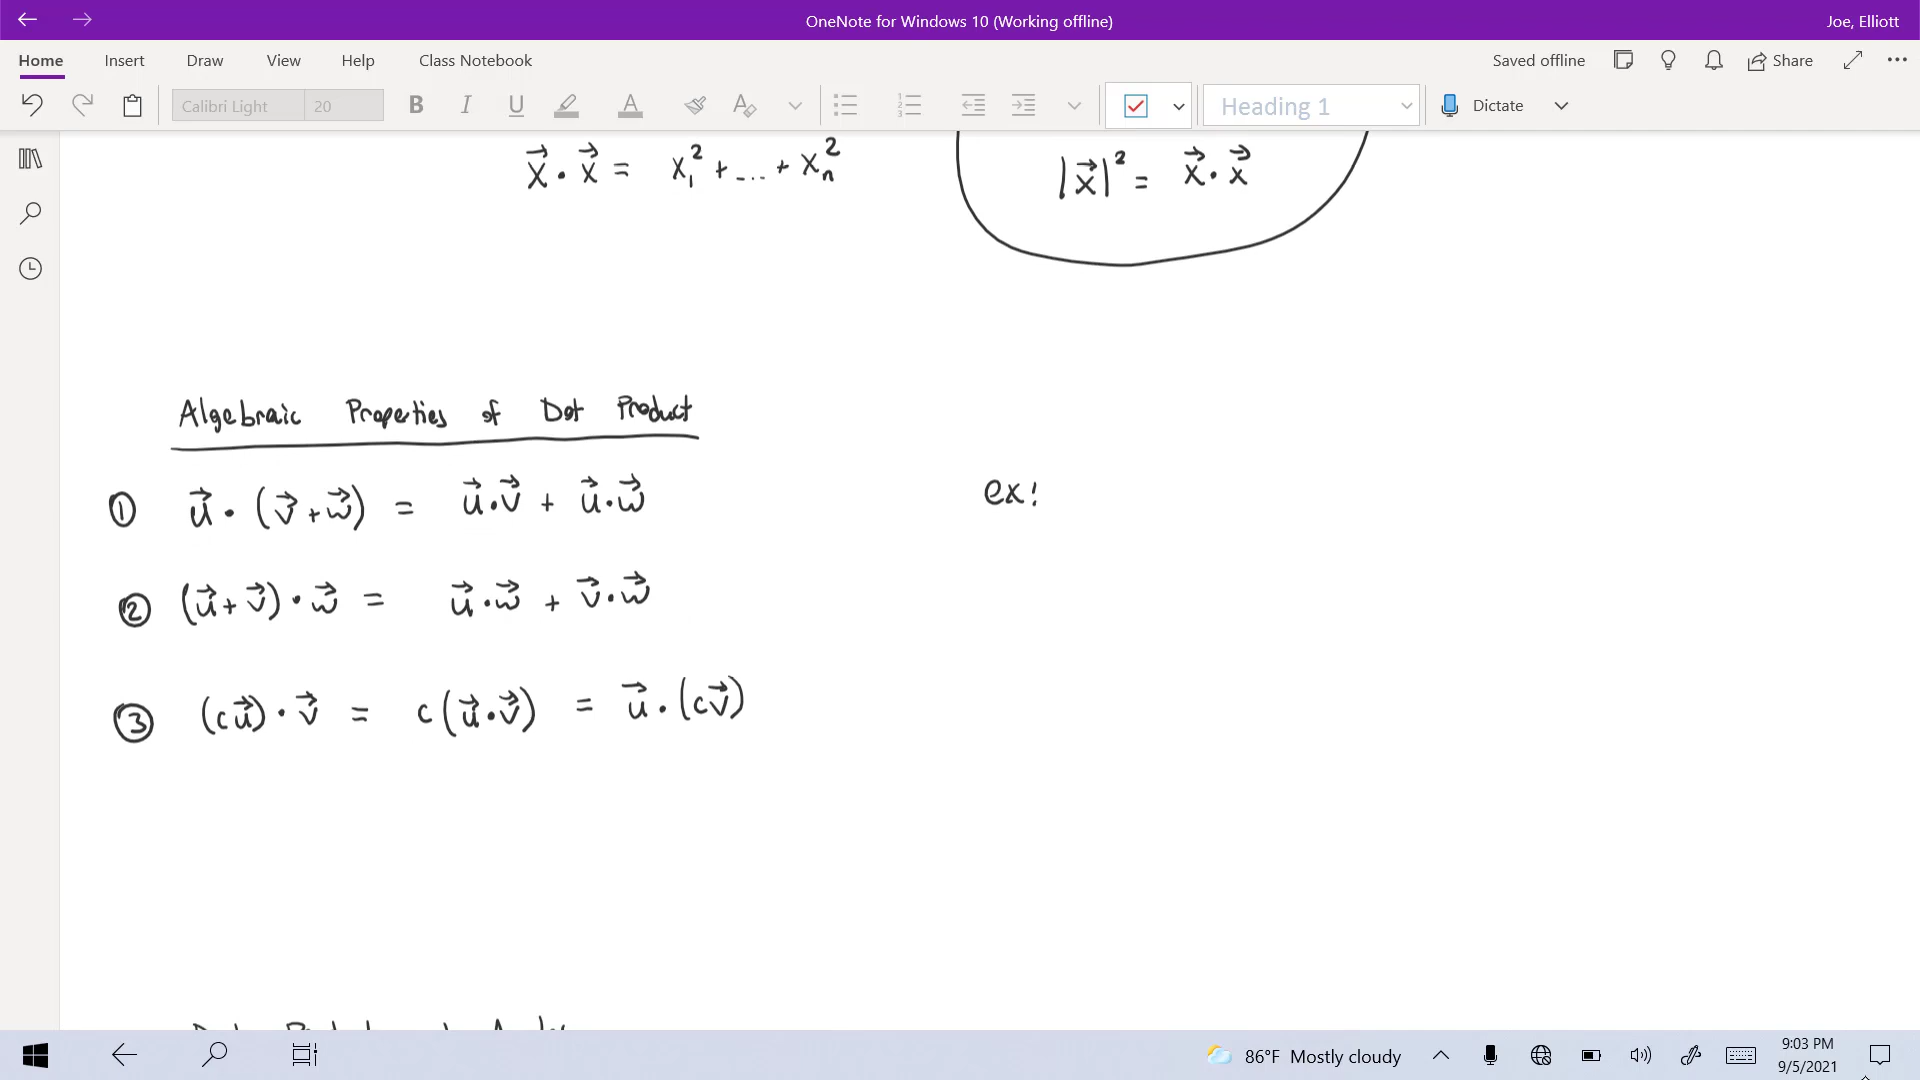 OneNote for Windows 10 (Working offline)
Joe, Elliott
Home Insert Draw View Help Class Notebook
Saved offline Share
Calibri Light 20 B I U A Heading 1 Dictate
x⃗ · x⃗ = x₁² + ... + xₙ²
|x⃗|² = x⃗ · x⃗
Algebraic Properties of Dot Product
① u⃗ · (v⃗ + w⃗) = u⃗ · v⃗ + u⃗ · w⃗
ex:
② (u⃗ + v⃗) · w⃗ = u⃗ · w⃗ + v⃗ · w⃗
③ (cu⃗) · v⃗ = c(u⃗ · v⃗) = u⃗ · (cv⃗)
86°F Mostly cloudy
9:03 PM
9/5/2021